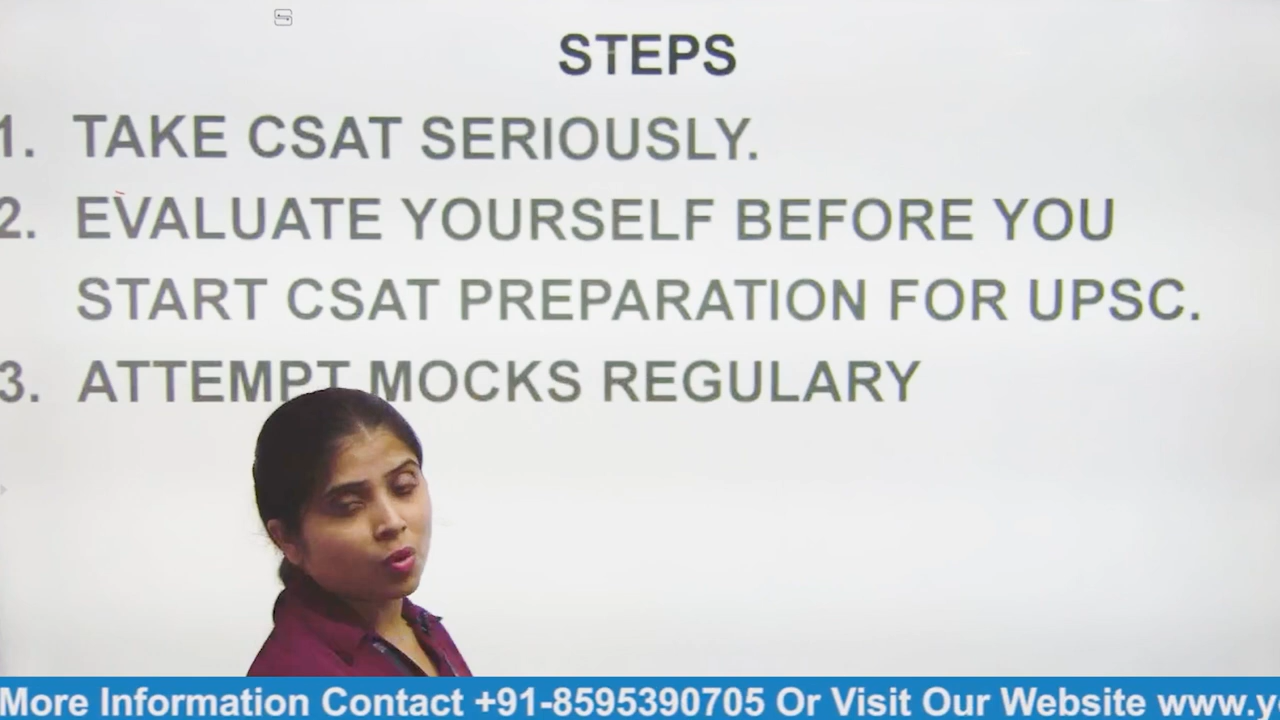 STEPS
1. TAKE CSAT SERIOUSLY.
2. EVALUATE YOURSELF BEFORE YOU
START CSAT PREPARATION FOR UPSC.
3. ATTEMPT MOCKS REGULARY
More Information Contact +91-8595390705 Or Visit Our Website www.y